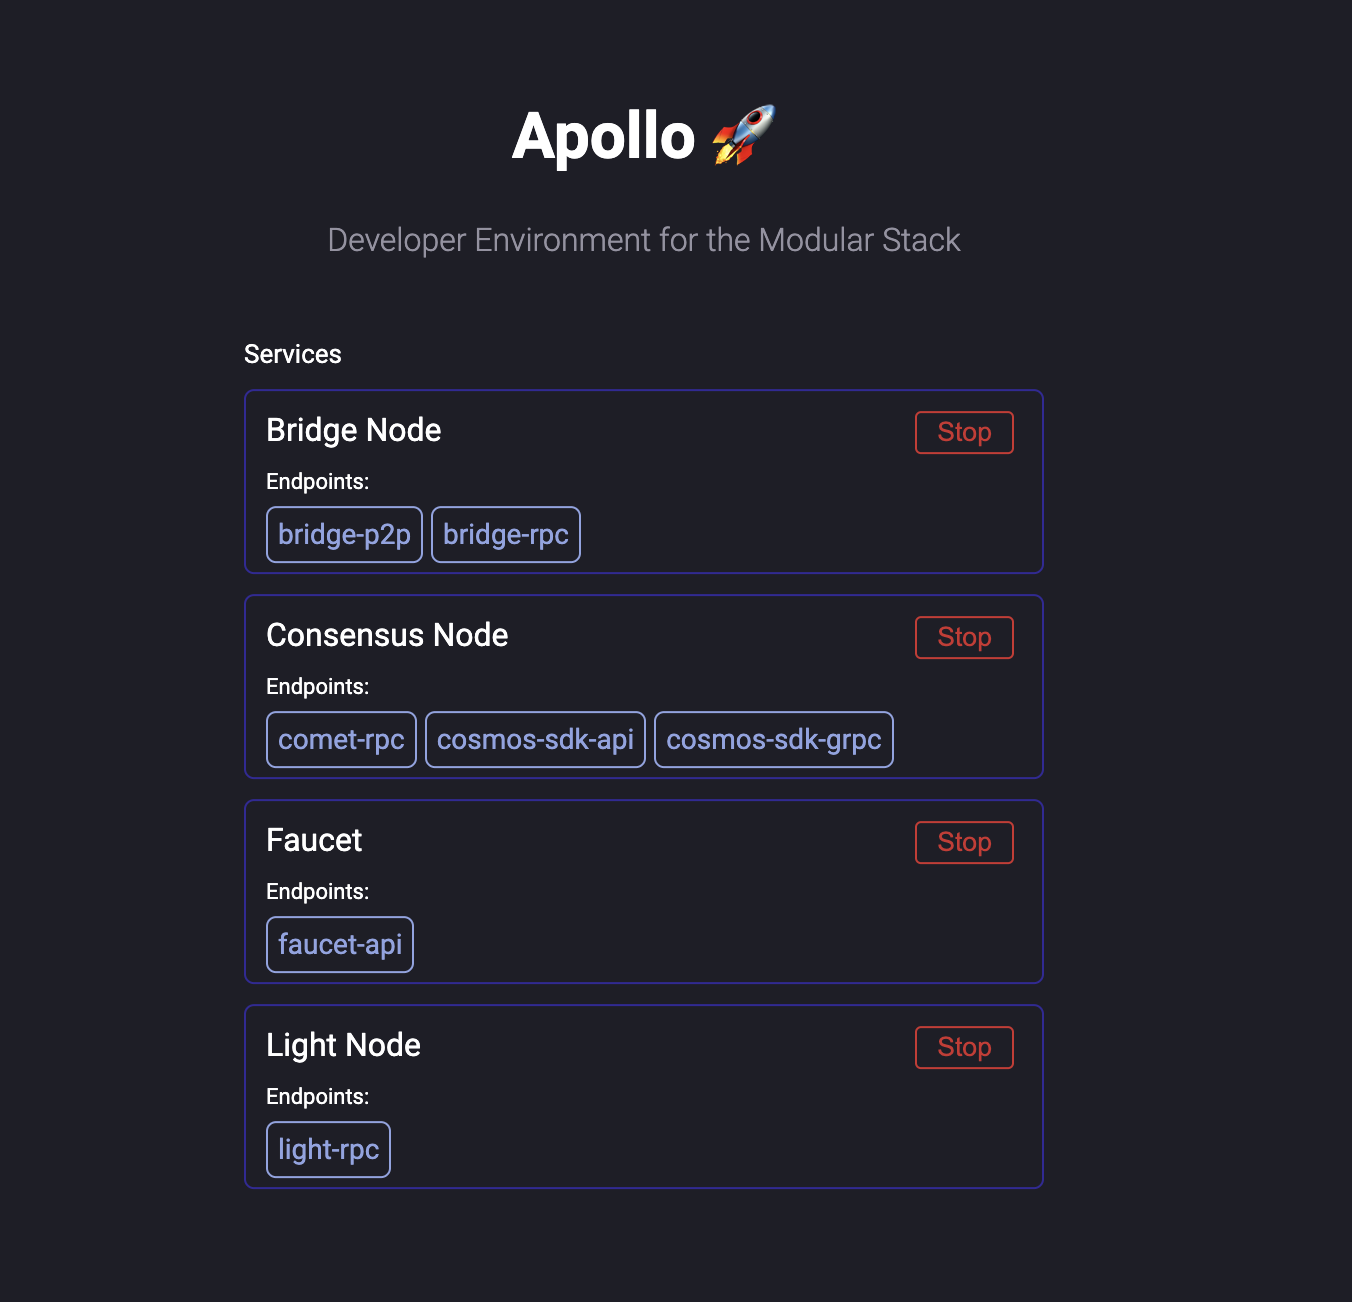 Apollo 🚀
Developer Environment for the Modular Stack
Services
Bridge Node
Stop
Endpoints:
bridge-p2p bridge-rpc
Consensus Node
Stop
Endpoints:
comet-rpc cosmos-sdk-api cosmos-sdk-grpc
Faucet
Stop
Endpoints:
faucet-api
Light Node
Stop
Endpoints:
light-rpc